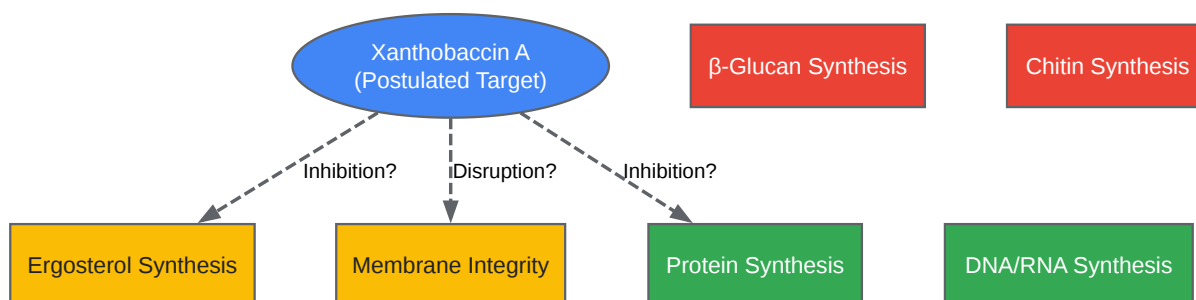 Xanthobaccin A
(Postulated Target)
β-Glucan Synthesis
Chitin Synthesis
Inhibition?
Disruption?
Inhibition?
Ergosterol Synthesis
Membrane Integrity
Protein Synthesis
DNA/RNA Synthesis